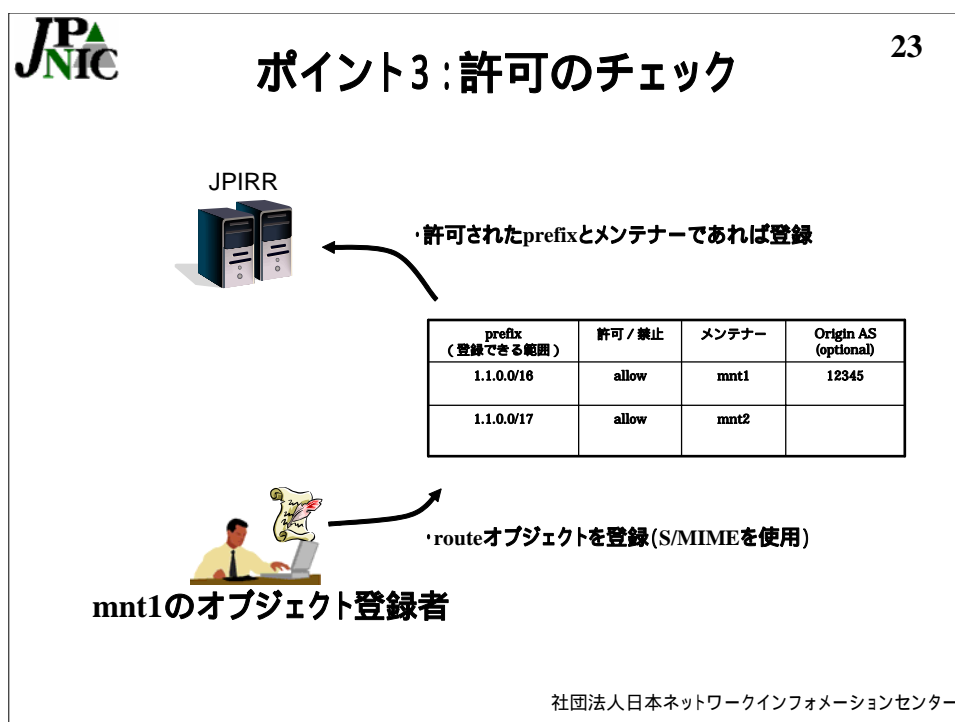 JPNIC
23
ポイント3:許可のチェック
JPIRR
・許可されたprefixとメンテナーであれば登録
prefix
(登録できる範囲)
許可/禁止
メンテナー
Origin AS
(optional)
1.1.0.0/16 allow mnt1 12345
1.1.0.0/17 allow mnt2
・routeオブジェクトを登録(S/MIMEを使用)
mnt1のオブジェクト登録者
社団法人日本ネットワークインフォメーションセンター